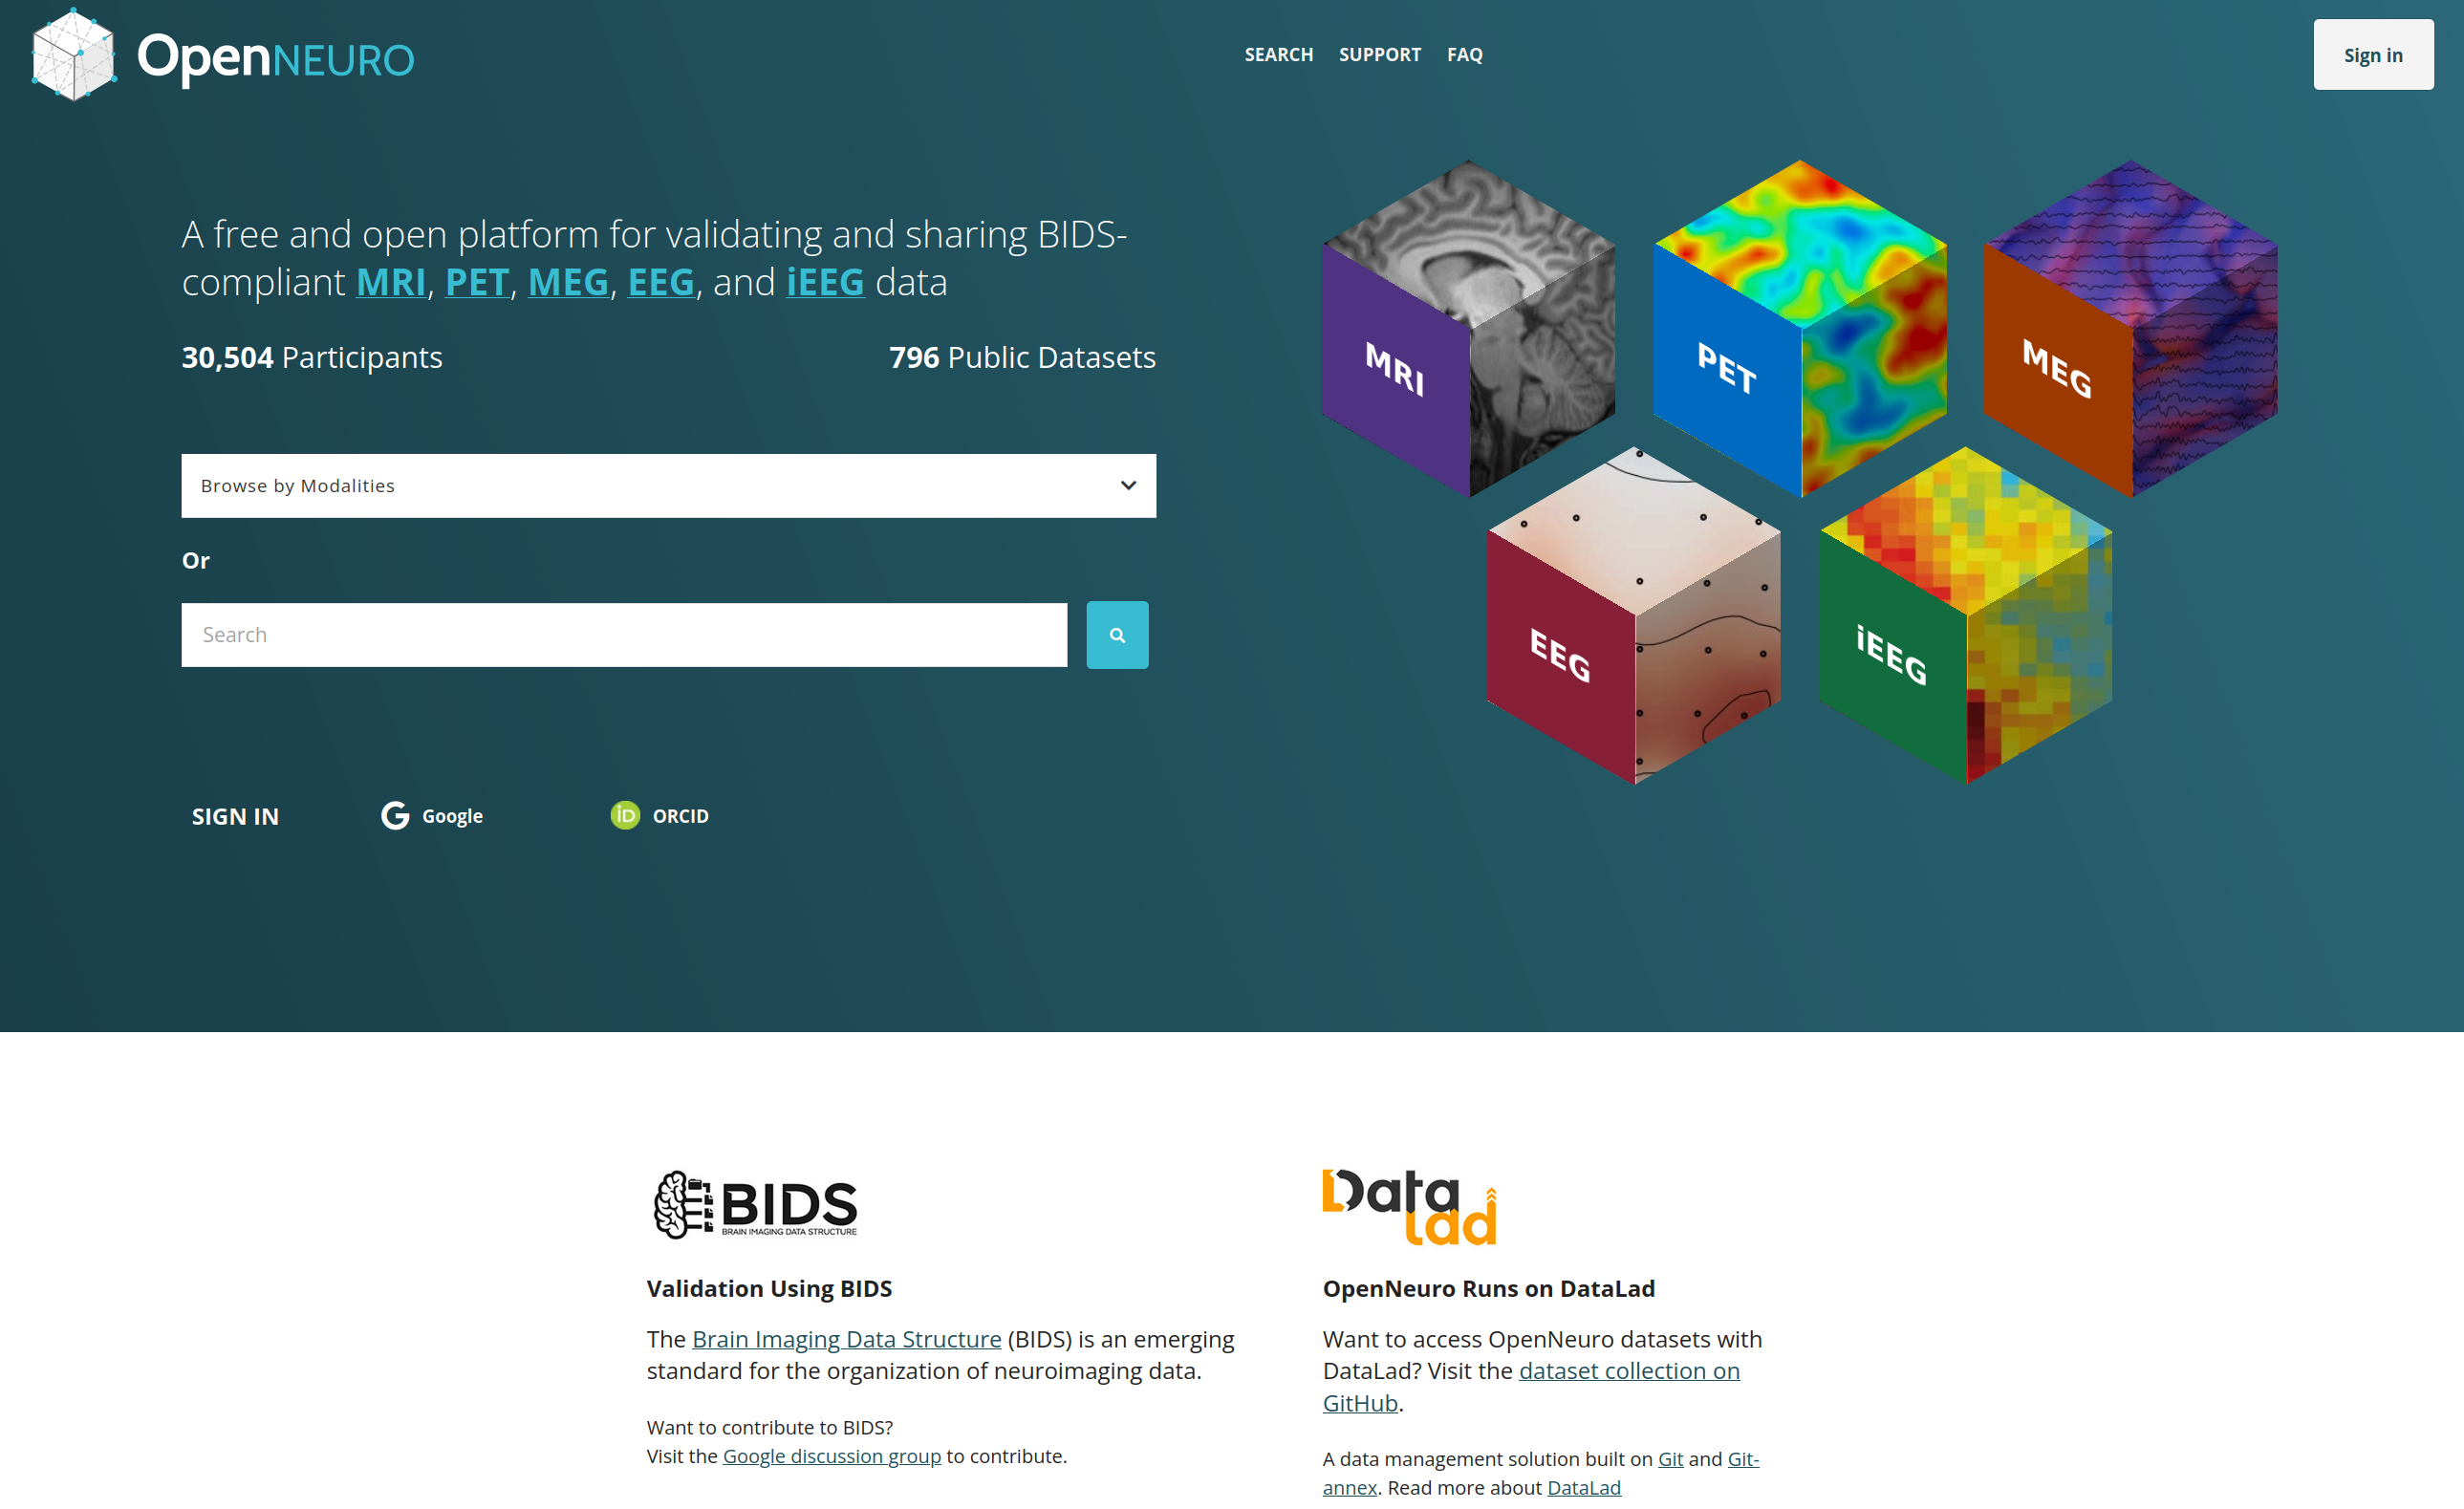 OpenNEURO
SEARCH SUPPORT FAQ
Sign in
A free and open platform for validating and sharing BIDS-
compliant MRI, PET, MEG, EEG, and iEEG data
30,504 Participants
796 Public Datasets
Browse by Modalities
Or
Search
SIGN IN
Google
iD ORCID
MRI
PET
MEG
EEG
iEEG
BIDS
BRAIN IMAGING DATA STRUCTURE
Validation Using BIDS
The Brain Imaging Data Structure (BIDS) is an emerging
standard for the organization of neuroimaging data.
Want to contribute to BIDS?
Visit the Google discussion group to contribute.
Data
lad
OpenNeuro Runs on DataLad
Want to access OpenNeuro datasets with
DataLad? Visit the dataset collection on
GitHub.
A data management solution built on Git and Git-
annex. Read more about DataLad